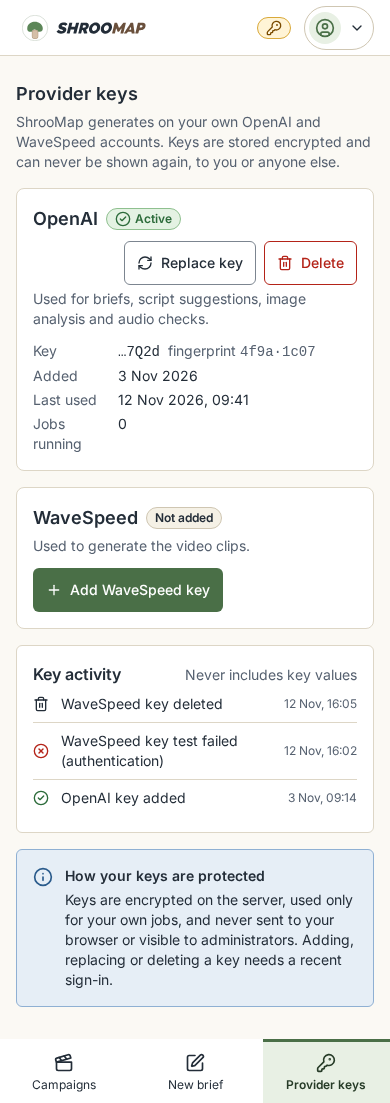 SHROOMAP
Provider keys
ShrooMap generates on your own OpenAI and
WaveSpeed accounts. Keys are stored encrypted and
can never be shown again, to you or anyone else.
OpenAI Active
Replace key Delete
Used for briefs, script suggestions, image
analysis and audio checks.
Key …7Q2d fingerprint 4f9a·1c07
Added 3 Nov 2026
Last used 12 Nov 2026, 09:41
Jobs running 0
WaveSpeed Not added
Used to generate the video clips.
Add WaveSpeed key
Key activity Never includes key values
WaveSpeed key deleted 12 Nov, 16:05
WaveSpeed key test failed
(authentication) 12 Nov, 16:02
OpenAI key added 3 Nov, 09:14
How your keys are protected
Keys are encrypted on the server, used only
for your own jobs, and never sent to your
browser or visible to administrators. Adding,
replacing or deleting a key needs a recent
sign-in.
Campaigns New brief Provider keys